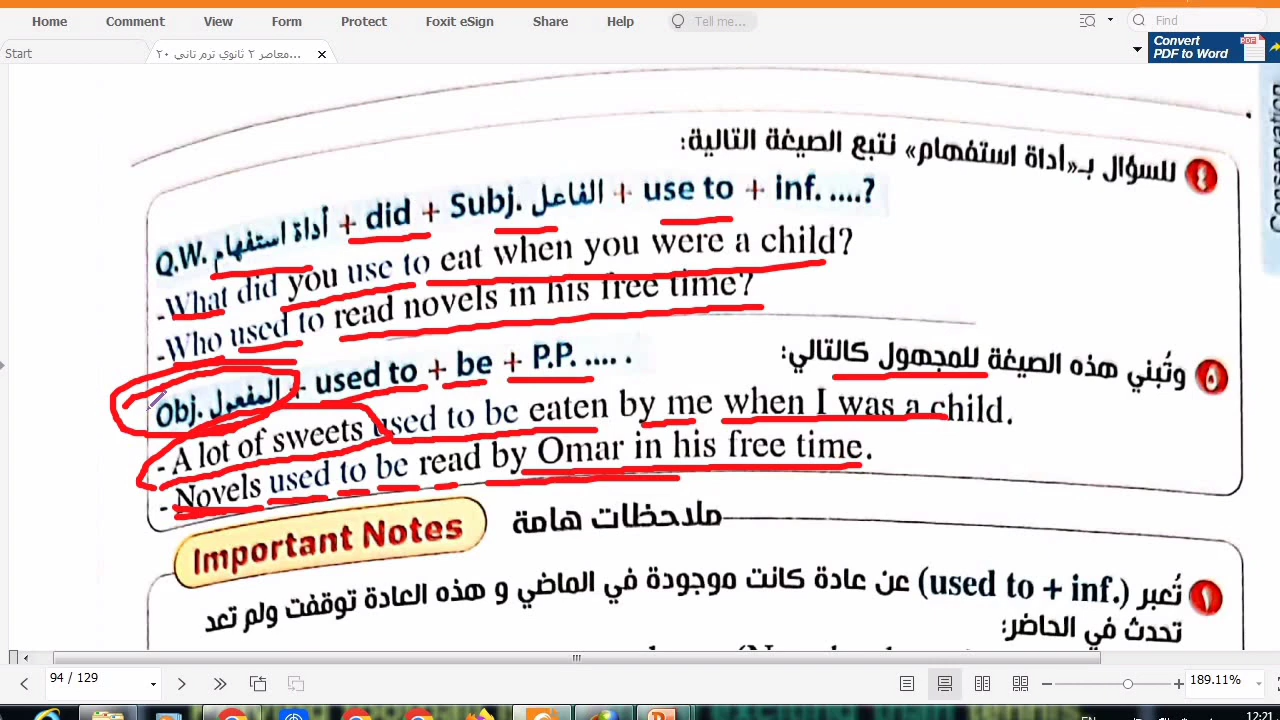 Home Comment View Form Protect Foxit eSign Share Help Tell me... Find
Start معاصر ٢ ثانوي ترم تاني ٢٠... × Convert PDF to Word
Conservation
٤ للسؤال بـ«أداة استفهام» نتبع الصيغة التالية:
Q.W. أداة استفهام + did + Subj. الفاعل + use to + inf. ....?
-What did you use to eat when you were a child?
-Who used to read novels in his free time?
٥ وتُبني هذه الصيغة للمجهول كالتالي:
Obj. المفعول + used to + be + P.P. .... .
- A lot of sweets used to be eaten by me when I was a child.
- Novels used to be read by Omar in his free time.
Important Notes ملاحظات هامة
١ تُعبر (used to + inf.) عن عادة كانت موجودة في الماضي و هذه العادة توقفت ولم تعد
تحدث في الحاضر:
94 / 129 189.11%
EN 12:21